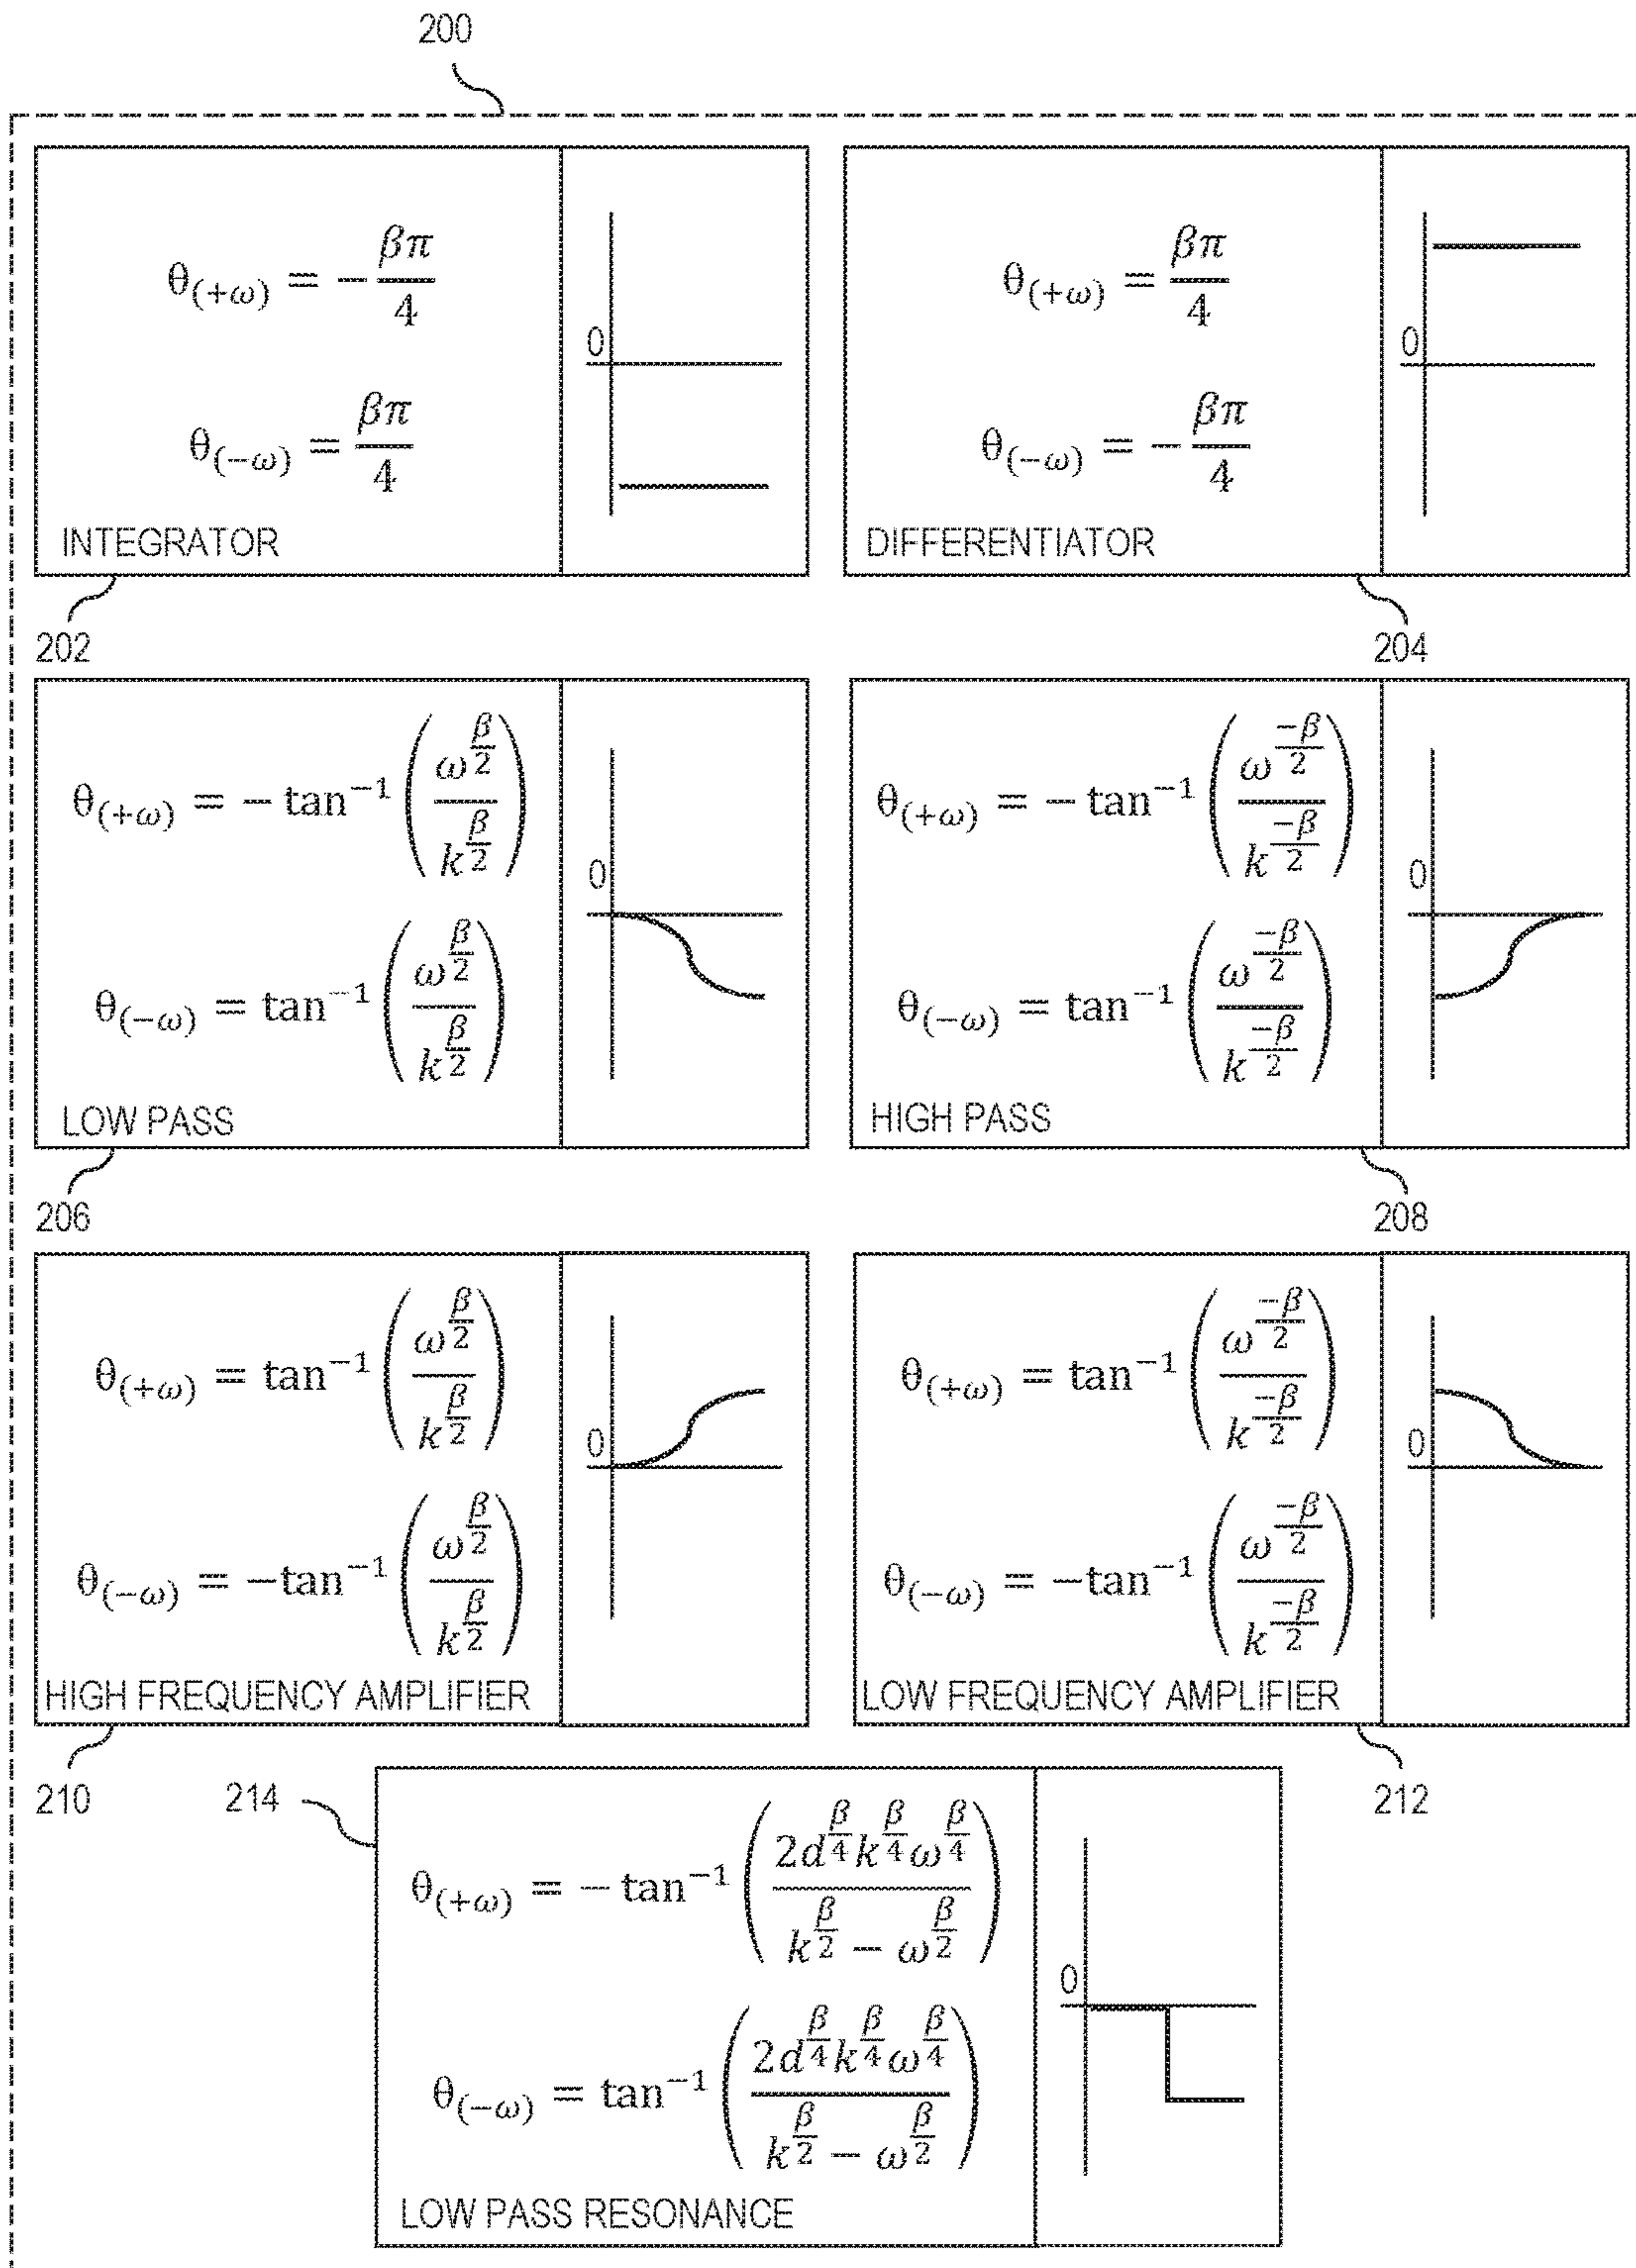 200
θ(+ω) = − βπ/4
0
θ(−ω) = βπ/4
INTEGRATOR
202
θ(+ω) = βπ/4
0
θ(−ω) = − βπ/4
DIFFERENTIATOR
204
θ(+ω) = − tan⁻¹ (ω^(β/2) / k^(β/2))
0
θ(−ω) = tan⁻¹ (ω^(β/2) / k^(β/2))
LOW PASS
206
θ(+ω) = − tan⁻¹ (ω^(−β/2) / k^(−β/2))
0
θ(−ω) = tan⁻¹ (ω^(−β/2) / k^(−β/2))
HIGH PASS
208
θ(+ω) = tan⁻¹ (ω^(β/2) / k^(β/2))
0
θ(−ω) = −tan⁻¹ (ω^(β/2) / k^(β/2))
HIGH FREQUENCY AMPLIFIER
210
θ(+ω) = tan⁻¹ (ω^(−β/2) / k^(−β/2))
0
θ(−ω) = −tan⁻¹ (ω^(−β/2) / k^(−β/2))
LOW FREQUENCY AMPLIFIER
212
214
θ(+ω) = − tan⁻¹ (2d^(β/4) k^(β/4) ω^(β/4) / (k^(β/2) − ω^(β/2)))
0
θ(−ω) = tan⁻¹ (2d^(β/4) k^(β/4) ω^(β/4) / (k^(β/2) − ω^(β/2)))
LOW PASS RESONANCE